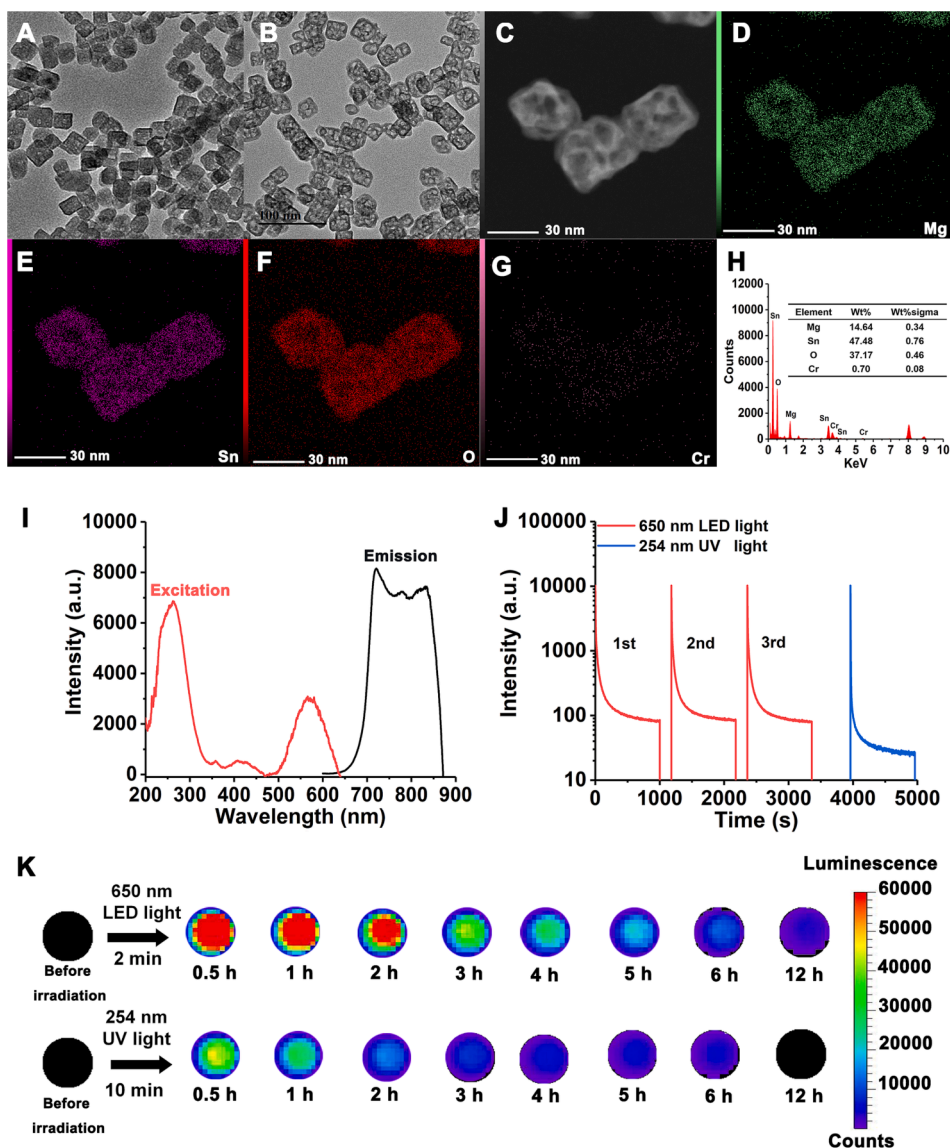 A
B
100 nm
C
30 nm
D
30 nm
Mg
E
30 nm
Sn
F
30 nm
O
G
30 nm
Cr
H
12000
10000
8000
6000
4000
2000
0
Counts
Element Wt% Wt%sigma
Mg 14.64 0.34
Sn 47.48 0.76
O 37.17 0.46
Cr 0.70 0.08
Sn
O
Mg
Sn
Cr
Sn
Cr
0 1 2 3 4 5 6 7 8 9 10
KeV
I
10000
8000
6000
4000
2000
0
Intensity (a.u.)
Excitation
Emission
200 300 400 500 600 700 800 900
Wavelength (nm)
J
100000
10000
1000
100
10
Intensity (a.u.)
650 nm LED light
254 nm UV light
1st
2nd
3rd
0 1000 2000 3000 4000 5000
Time (s)
K
Before
irradiation
650 nm
LED light
2 min
0.5 h 1 h 2 h 3 h 4 h 5 h 6 h 12 h
Before
irradiation
254 nm
UV light
10 min
0.5 h 1 h 2 h 3 h 4 h 5 h 6 h 12 h
Luminescence
60000
50000
40000
30000
20000
10000
Counts